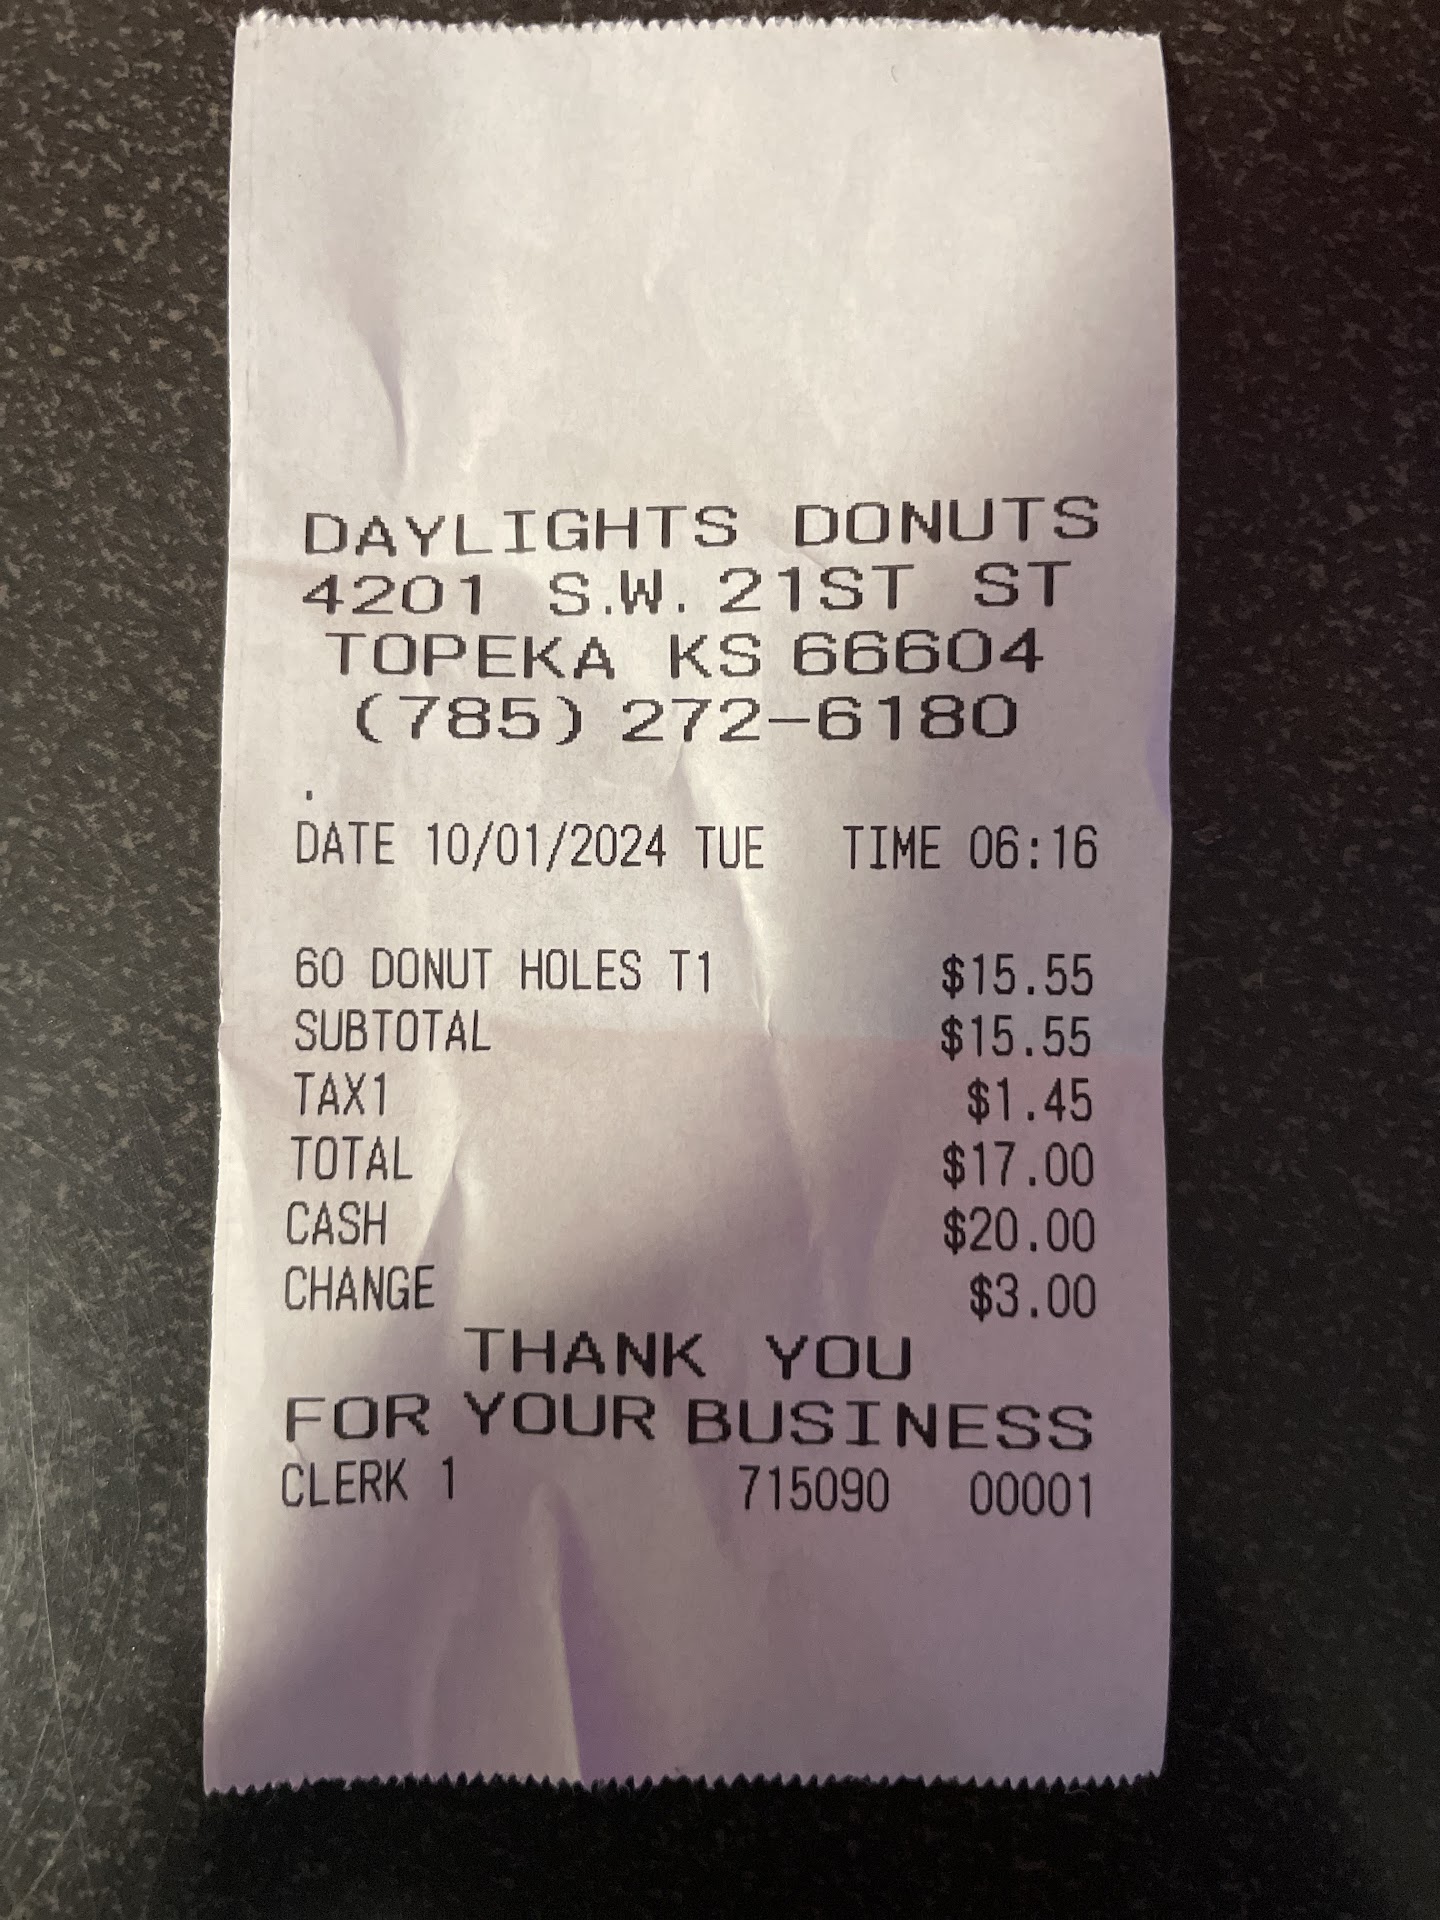 DAYLIGHTS DONUTS
4201 S.W. 21ST ST
TOPEKA KS 66604
(785) 272-6180
.
DATE 10/01/2024 TUE TIME 06:16
60 DONUT HOLES T1 $15.55
SUBTOTAL $15.55
TAX1 $1.45
TOTAL $17.00
CASH $20.00
CHANGE $3.00
THANK YOU
FOR YOUR BUSINESS
CLERK 1 715090 00001